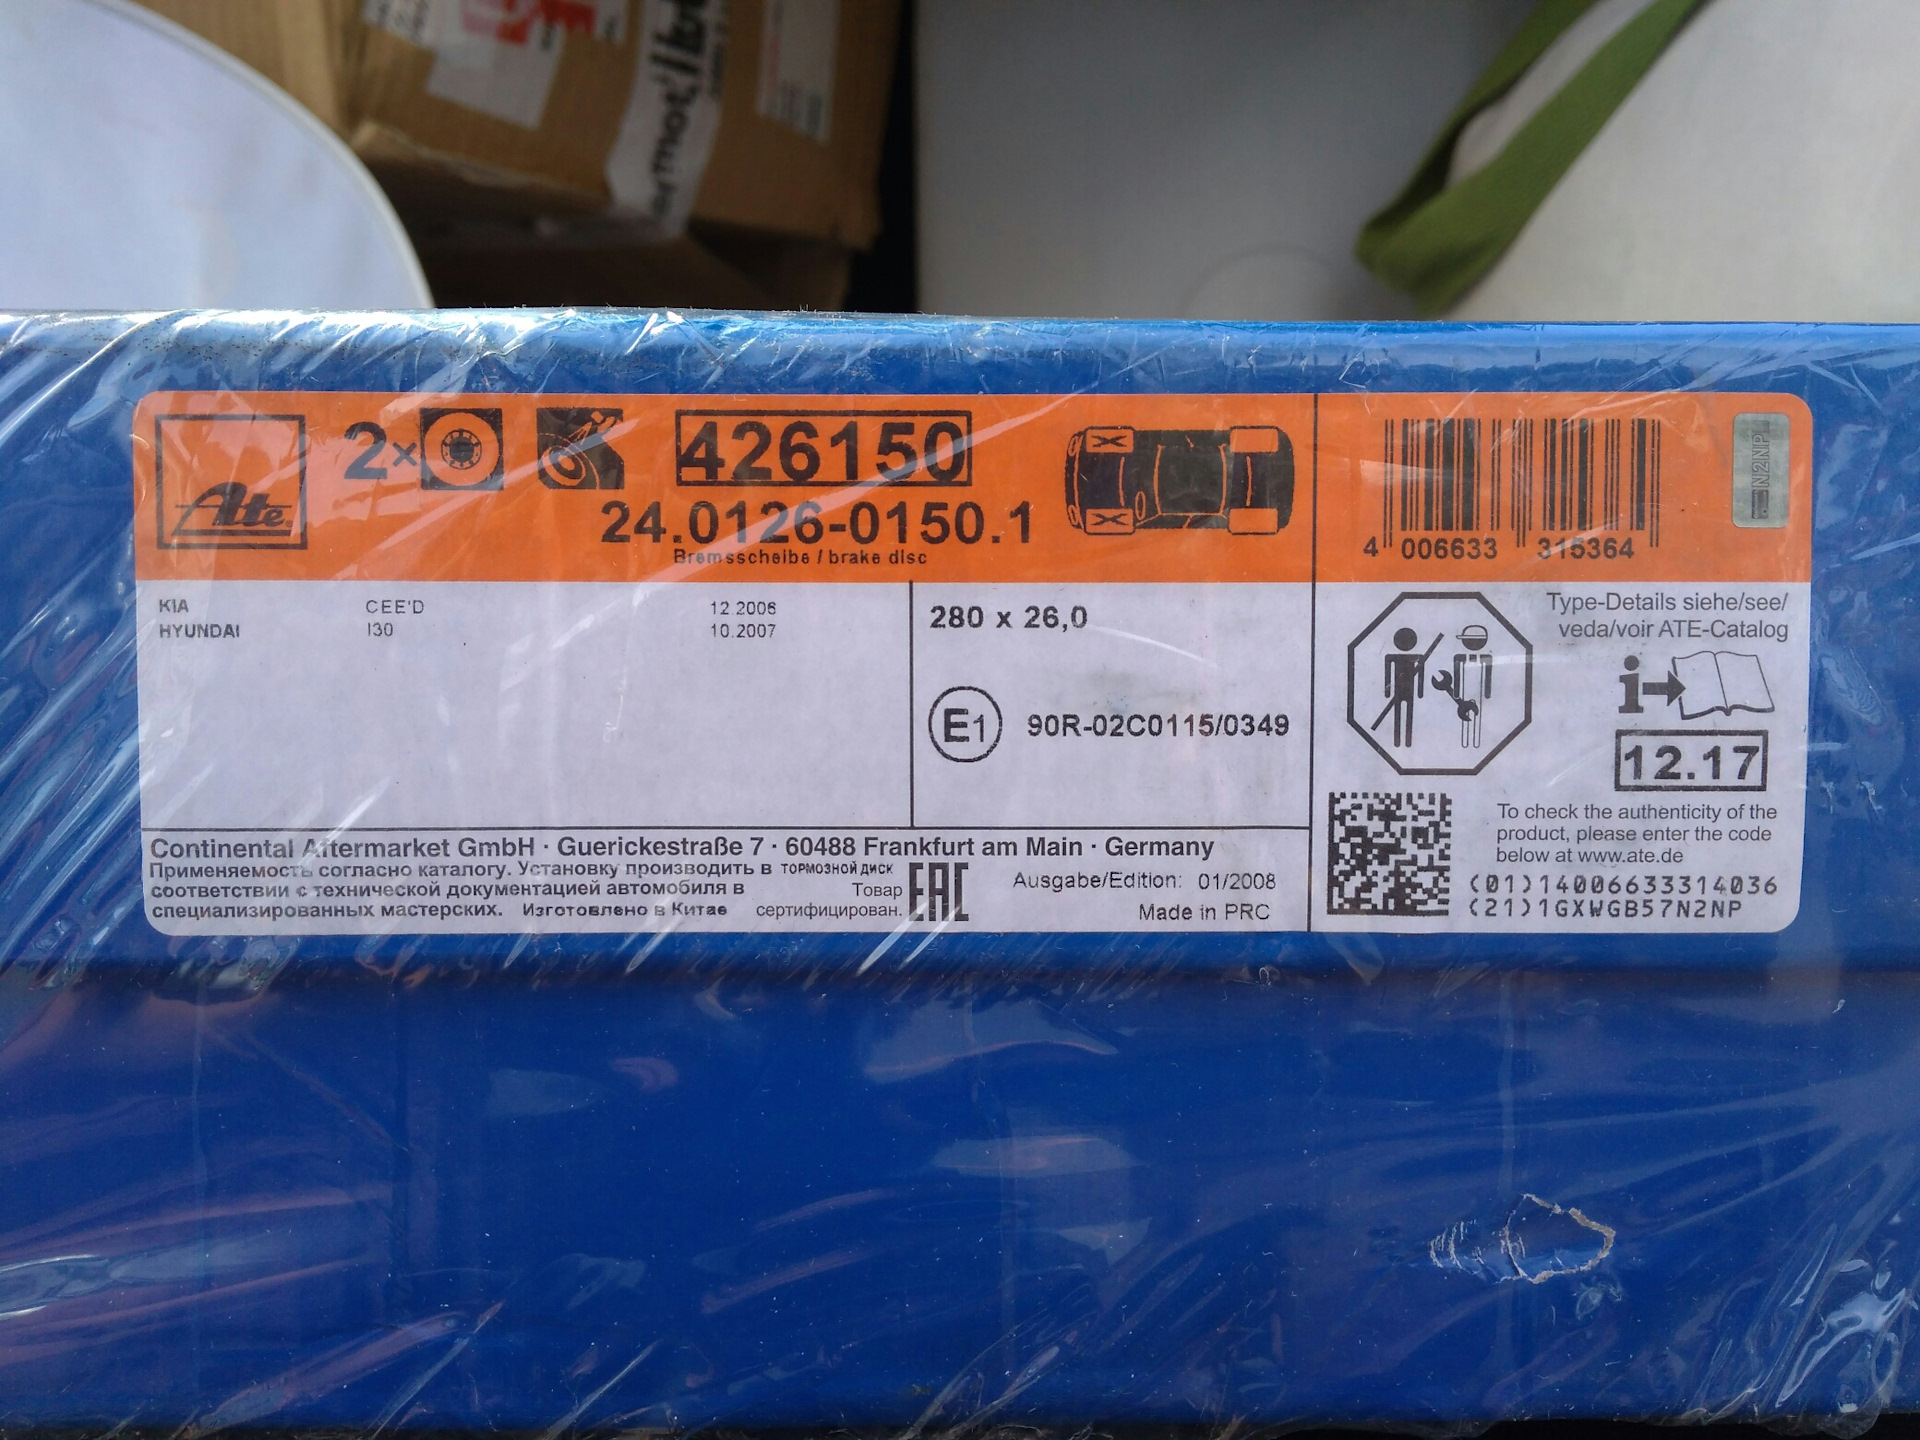 Ate
2x
426150
24.0126-0150.1
Bremsscheibe / brake disc
4 006633 315364
N2NP
KIA CEE'D 12.2006
HYUNDAI I30 10.2007
280 x 26,0
E1 90R-02C0115/0349
Type-Details siehe/see/
veda/voir ATE-Catalog
i
12.17
To check the authenticity of the
product, please enter the code
below at www.ate.de
(01)14006633314036
(21)1GXWGB57N2NP
Continental Aftermarket GmbH · Guerickestraße 7 · 60488 Frankfurt am Main · Germany
Применяемость согласно каталогу. Установку производить в ТОРМОЗНОЙ ДИСК
соответствии с технической документацией автомобиля в Товар
специализированных мастерских. Изготовлено в Китае сертифицирован.
EAC
Ausgabe/Edition: 01/2008
Made in PRC